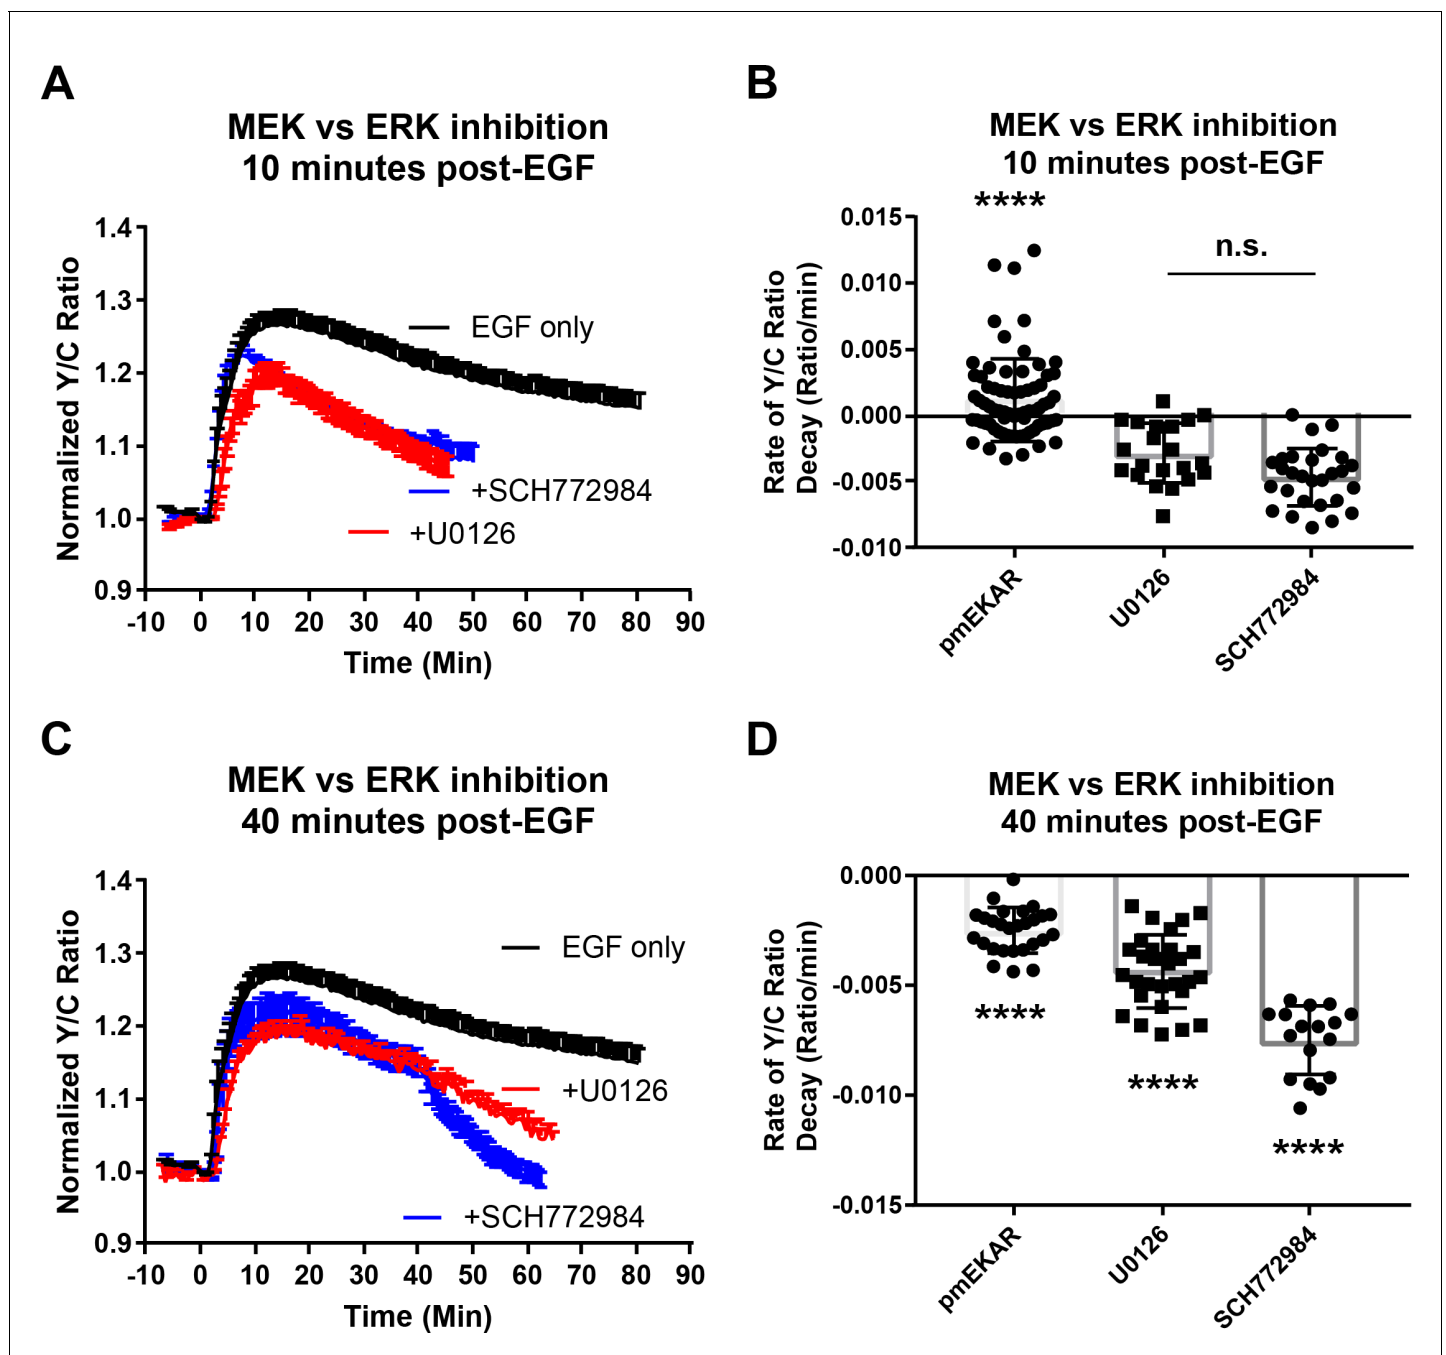 A
MEK vs ERK inhibition
10 minutes post-EGF
Normalized Y/C Ratio
1.4
1.3
1.2
1.1
1.0
0.9
EGF only
+SCH772984
+U0126
-10 0 10 20 30 40 50 60 70 80 90
Time (Min)
B
MEK vs ERK inhibition
10 minutes post-EGF
****
n.s.
Rate of Y/C Ratio
Decay (Ratio/min)
0.015
0.010
0.005
0.000
-0.005
-0.010
pmEKAR
U0126
SCH772984
C
MEK vs ERK inhibition
40 minutes post-EGF
Normalized Y/C Ratio
1.4
1.3
1.2
1.1
1.0
0.9
EGF only
+U0126
+SCH772984
-10 0 10 20 30 40 50 60 70 80 90
Time (Min)
D
MEK vs ERK inhibition
40 minutes post-EGF
Rate of Y/C Ratio
Decay (Ratio/min)
0.000
-0.005
-0.010
-0.015
****
****
****
pmEKAR
U0126
SCH772984